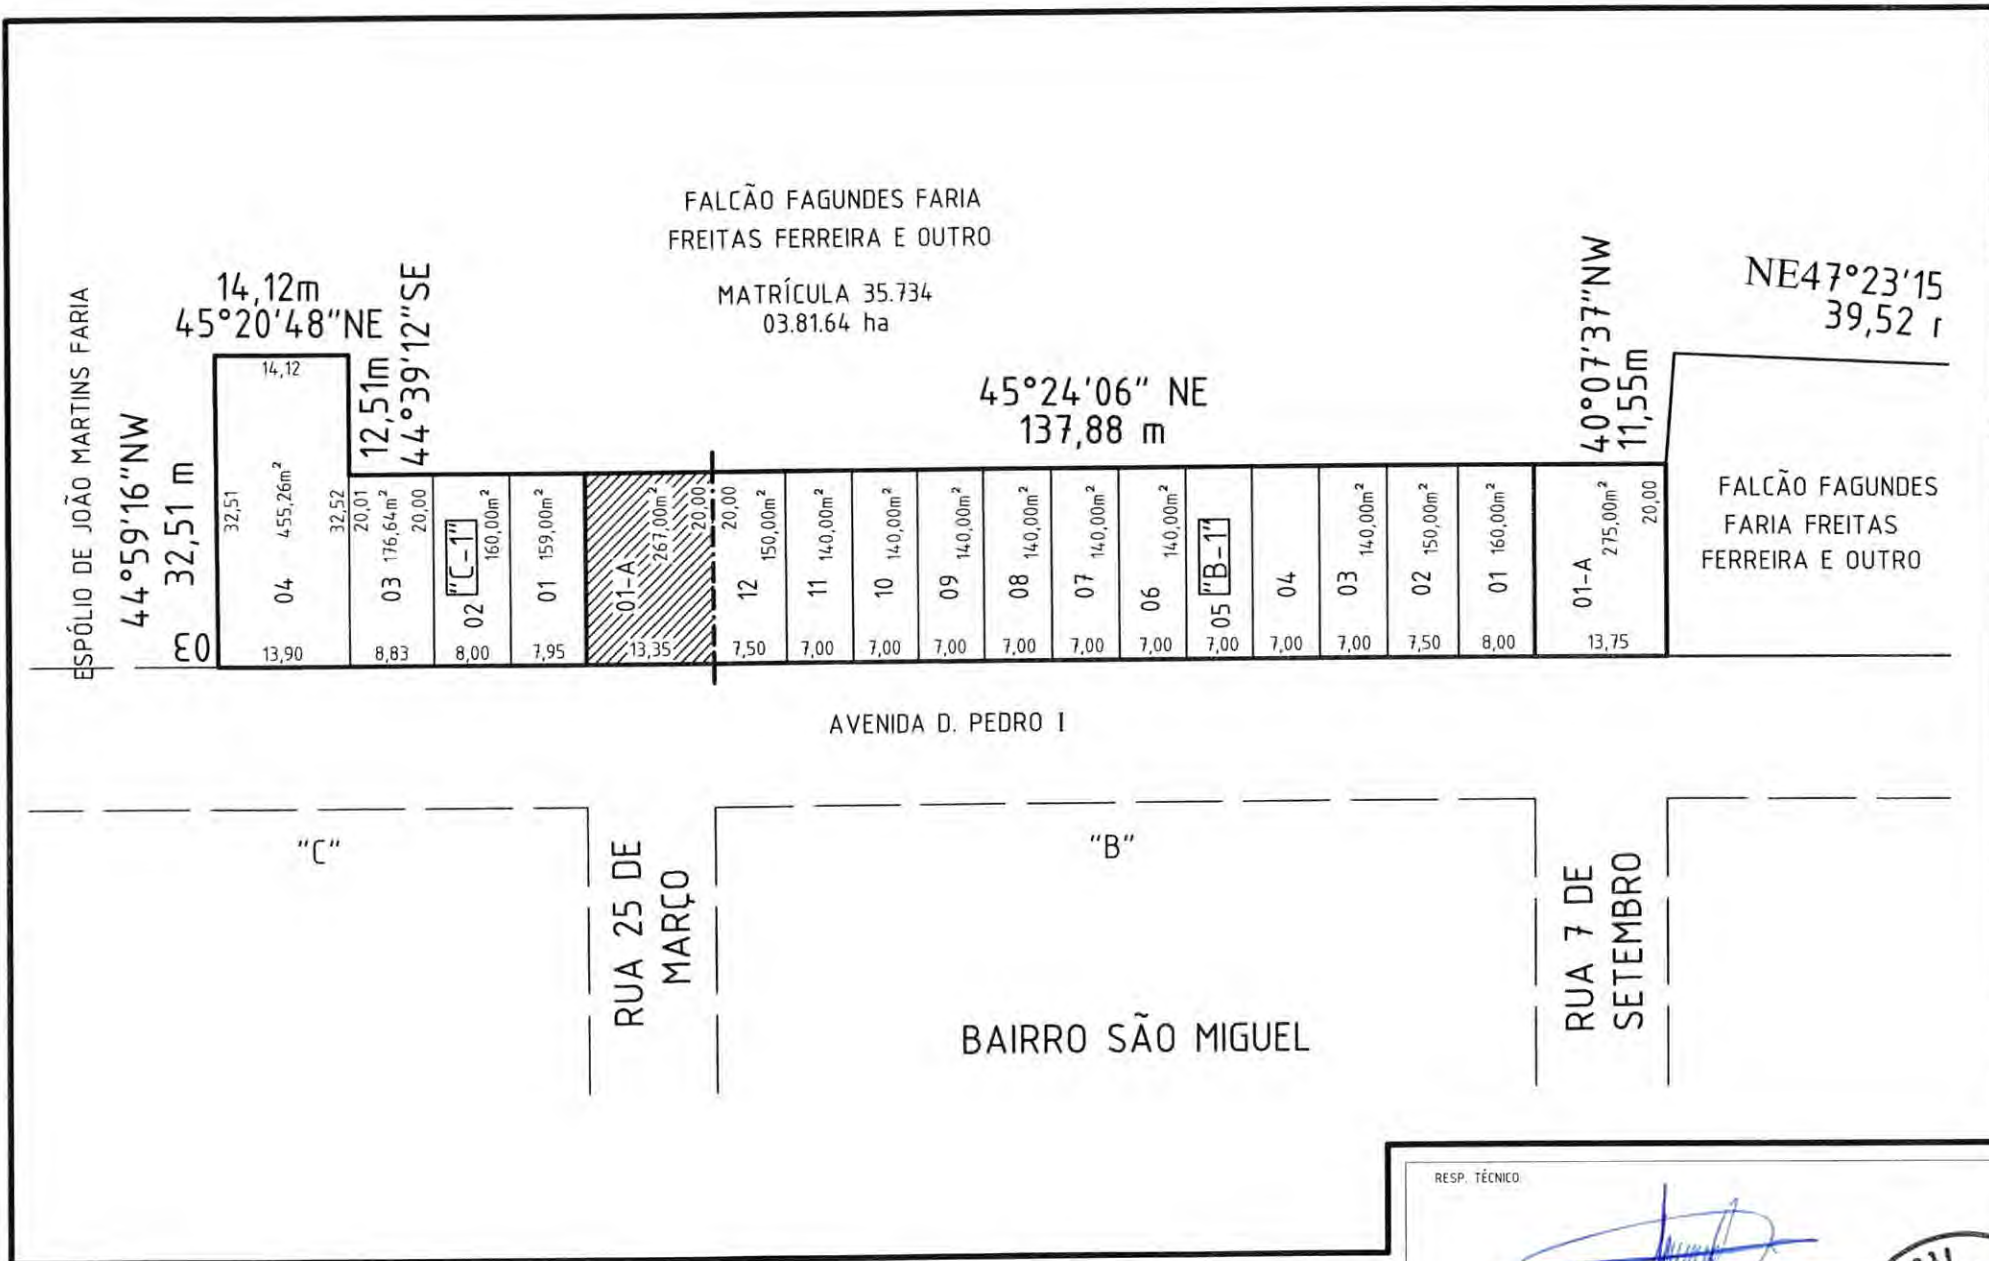 FALCÃO FAGUNDES FARIA
FREITAS FERREIRA E OUTRO
MATRÍCULA 35.734
03.81.64 ha
ESPÓLIO DE JOÃO MARTINS FARIA
44°59'16"NW
32,51 m
E0
14,12m
45°20'48"NE
12,51m
44°39'12"SE
45°24'06" NE
137,88 m
40°07'37"NW
11,55m
NE47°23'15
39,52
14,12
32,51
04 455,26m²
32,52
13,90
20,01
03 176,64m²
20,00
8,83
02 "C-1"
160,00m²
8,00
01 159,00m²
7,95
01-A 267,00m²
20,00
13,35
20,00
12 150,00m²
7,50
11 140,00m²
7,00
10 140,00m²
7,00
09 140,00m²
7,00
08 140,00m²
7,00
07 140,00m²
7,00
06 140,00m²
7,00
05 "B-1"
7,00
04
7,00
03 140,00m²
7,00
02 150,00m²
7,50
01 160,00m²
8,00
01-A 275,00m²
20,00
13,75
FALCÃO FAGUNDES
FARIA FREITAS
FERREIRA E OUTRO
AVENIDA D. PEDRO I
"C"
"B"
RUA 25 DE
MARÇO
RUA 7 DE
SETEMBRO
BAIRRO SÃO MIGUEL
RESP. TÉCNICO